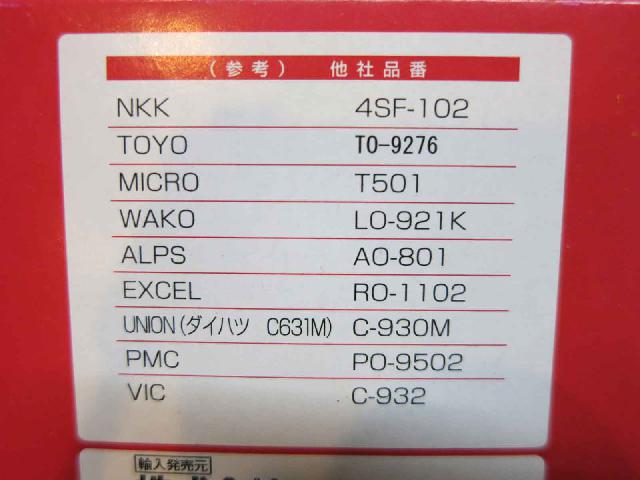 （参考） 他社品番
NKK 4SF-102
TOYO TO-9276
MICRO T501
WAKO LO-921K
ALPS AO-801
EXCEL RO-1102
UNION(ダイハツ C631M) C-930M
PMC PO-9502
VIC C-932
輸入発売元